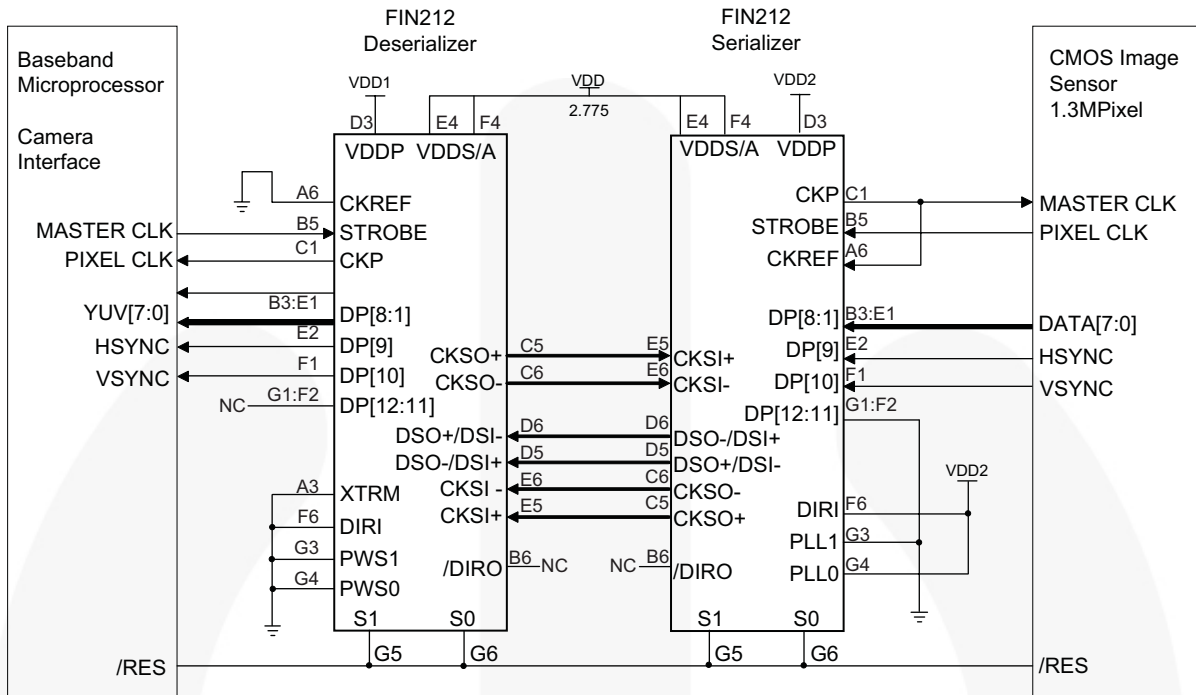 FIN212
Deserializer
FIN212
Serializer
Baseband
Microprocessor
Camera
Interface
CMOS Image
Sensor
1.3MPixel
VDD1
VDD
2.775
VDD2
D3
E4
F4
E4
F4
D3
VDDP
VDDS/A
VDDS/A
VDDP
A6
CKREF
MASTER CLK
B5
STROBE
PIXEL CLK
C1
CKP
YUV[7:0]
B3:E1
DP[8:1]
HSYNC
E2
DP[9]
VSYNC
F1
DP[10]
NC
G1:F2
DP[12:11]
CKSO+
C5
E5
CKSI+
CKSO-
C6
E6
CKSI-
DSO+/DSI-
D6
D6
DSO-/DSI+
DSO-/DSI+
D5
D5
DSO+/DSI-
CKSI -
E6
C6
CKSO-
CKSI+
E5
C5
CKSO+
A3
XTRM
F6
DIRI
G3
PWS1
G4
PWS0
/DIRO
B6
NC
NC
B6
/DIRO
CKP
C1
MASTER CLK
STROBE
B5
PIXEL CLK
CKREF
A6
DP[8:1]
B3:E1
DATA[7:0]
DP[9]
E2
HSYNC
DP[10]
F1
VSYNC
DP[12:11]
G1:F2
VDD2
DIRI
F6
PLL1
G3
PLL0
G4
S1
S0
S1
S0
G5
G6
G5
G6
/RES
/RES